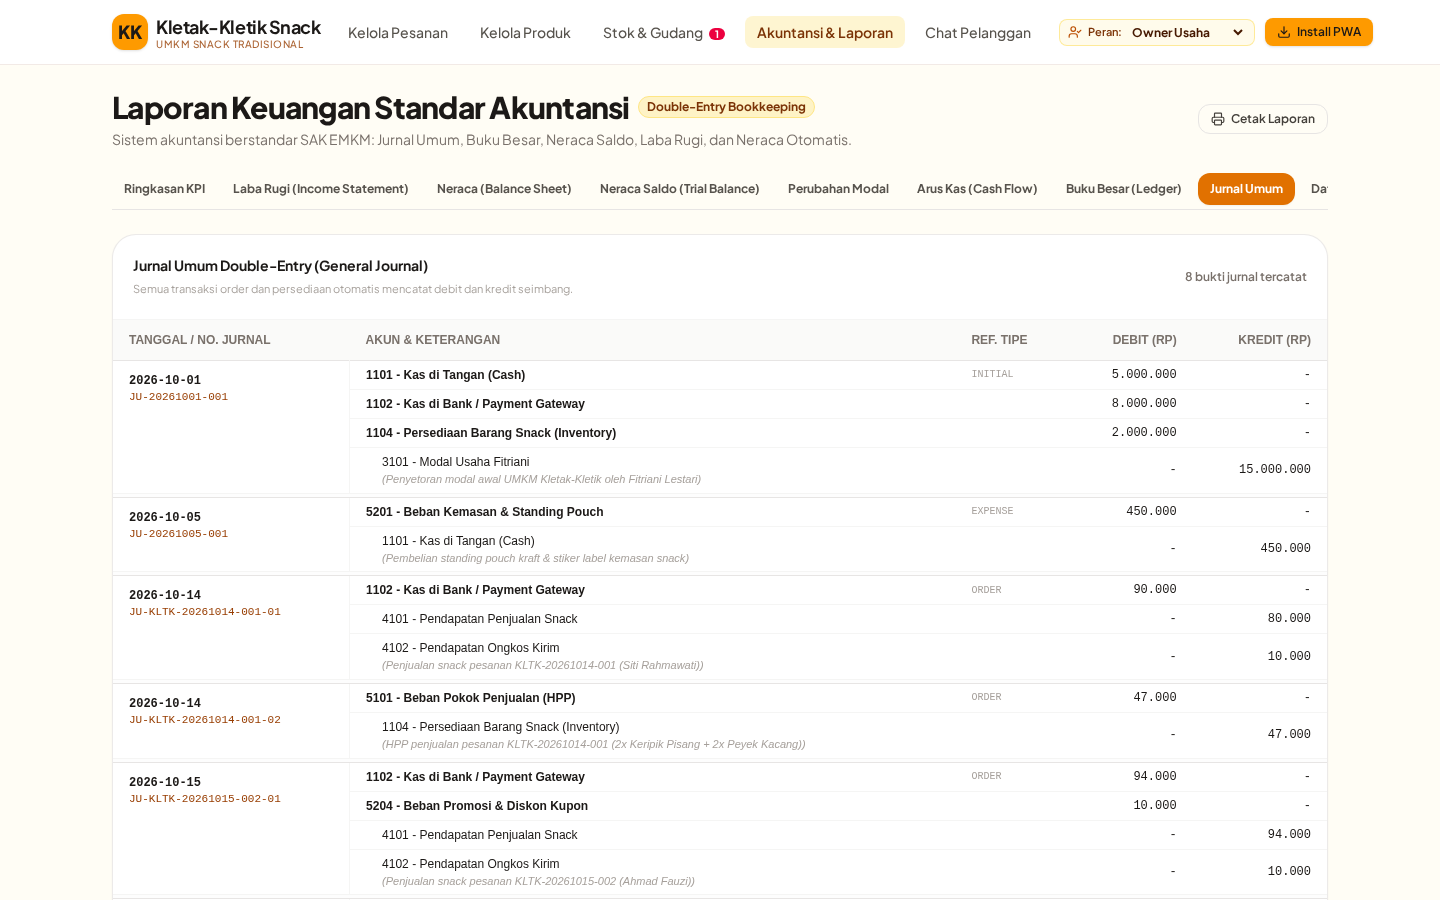 KK
Kletak-Kletik Snack
UMKM SNACK TRADISIONAL
Kelola Pesanan
Kelola Produk
Stok & Gudang 1
Akuntansi & Laporan
Chat Pelanggan
Peran: Owner Usaha
Install PWA
Laporan Keuangan Standar Akuntansi
Double-Entry Bookkeeping
Sistem akuntansi berstandar SAK EMKM: Jurnal Umum, Buku Besar, Neraca Saldo, Laba Rugi, dan Neraca Otomatis.
Cetak Laporan
Ringkasan KPI
Laba Rugi (Income Statement)
Neraca (Balance Sheet)
Neraca Saldo (Trial Balance)
Perubahan Modal
Arus Kas (Cash Flow)
Buku Besar (Ledger)
Jurnal Umum
Jurnal Umum Double-Entry (General Journal)
Semua transaksi order dan persediaan otomatis mencatat debit dan kredit seimbang.
8 bukti jurnal tercatat
TANGGAL / NO. JURNAL AKUN & KETERANGAN REF. TIPE DEBIT (RP) KREDIT (RP)
2026-10-01
JU-20261001-001
1101 - Kas di Tangan (Cash) INITIAL 5.000.000 -
1102 - Kas di Bank / Payment Gateway 8.000.000 -
1104 - Persediaan Barang Snack (Inventory) 2.000.000 -
3101 - Modal Usaha Fitriani - 15.000.000
(Penyetoran modal awal UMKM Kletak-Kletik oleh Fitriani Lestari)
2026-10-05
JU-20261005-001
5201 - Beban Kemasan & Standing Pouch EXPENSE 450.000 -
1101 - Kas di Tangan (Cash) - 450.000
(Pembelian standing pouch kraft & stiker label kemasan snack)
2026-10-14
JU-KLTK-20261014-001-01
1102 - Kas di Bank / Payment Gateway ORDER 90.000 -
4101 - Pendapatan Penjualan Snack - 80.000
4102 - Pendapatan Ongkos Kirim - 10.000
(Penjualan snack pesanan KLTK-20261014-001 (Siti Rahmawati))
2026-10-14
JU-KLTK-20261014-001-02
5101 - Beban Pokok Penjualan (HPP) ORDER 47.000 -
1104 - Persediaan Barang Snack (Inventory) - 47.000
(HPP penjualan pesanan KLTK-20261014-001 (2x Keripik Pisang + 2x Peyek Kacang))
2026-10-15
JU-KLTK-20261015-002-01
1102 - Kas di Bank / Payment Gateway ORDER 94.000 -
5204 - Beban Promosi & Diskon Kupon 10.000 -
4101 - Pendapatan Penjualan Snack - 94.000
4102 - Pendapatan Ongkos Kirim - 10.000
(Penjualan snack pesanan KLTK-20261015-002 (Ahmad Fauzi))